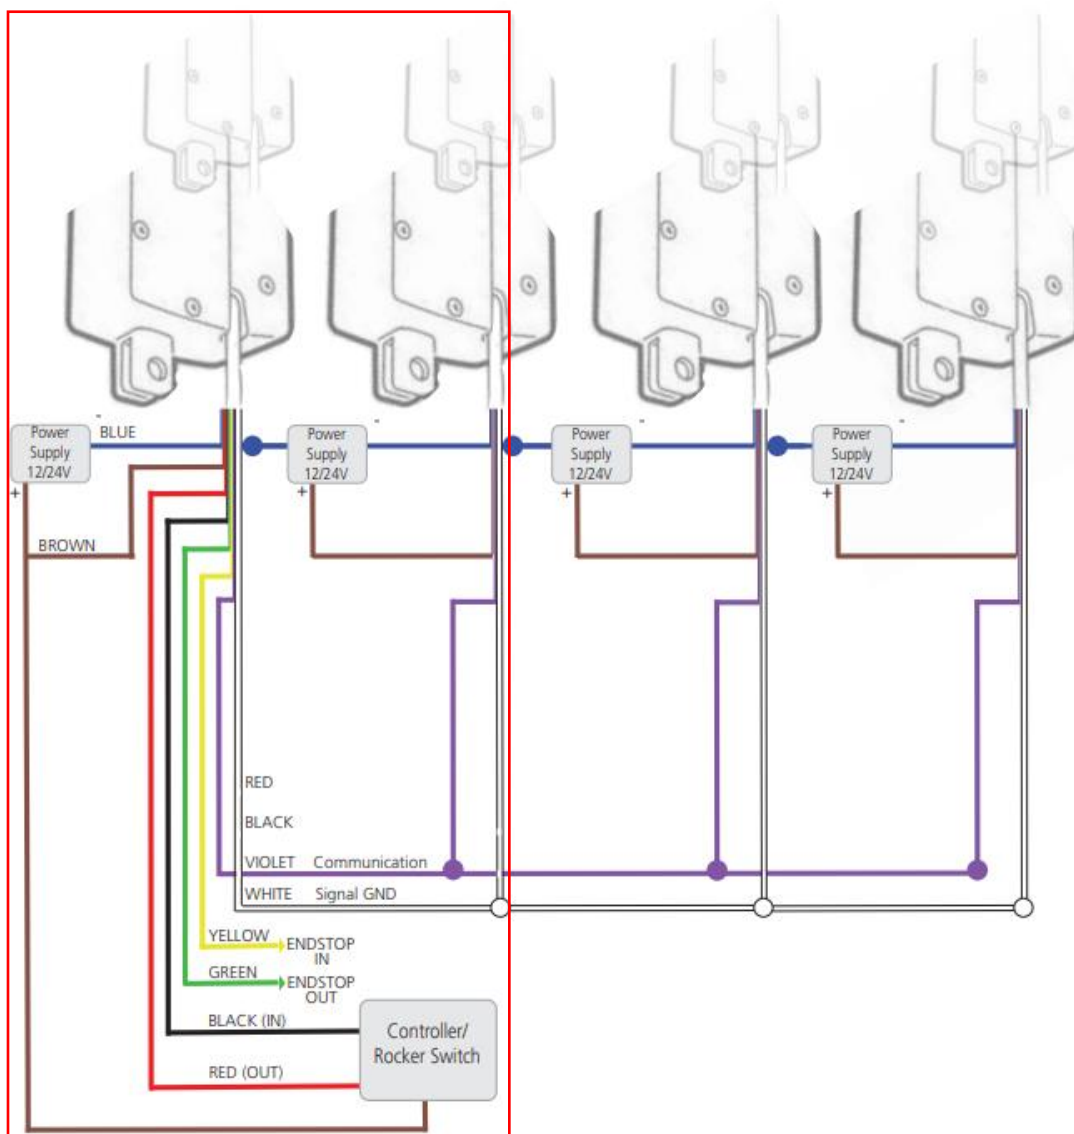 -
-
-
-
Power
Supply
12/24V
BLUE
Power
Supply
12/24V
Power
Supply
12/24V
Power
Supply
12/24V
+
+
+
+
BROWN
RED
BLACK
VIOLET Communication
WHITE Signal GND
YELLOW
ENDSTOP
IN
GREEN
ENDSTOP
OUT
BLACK (IN)
Controller/
Rocker Switch
RED (OUT)